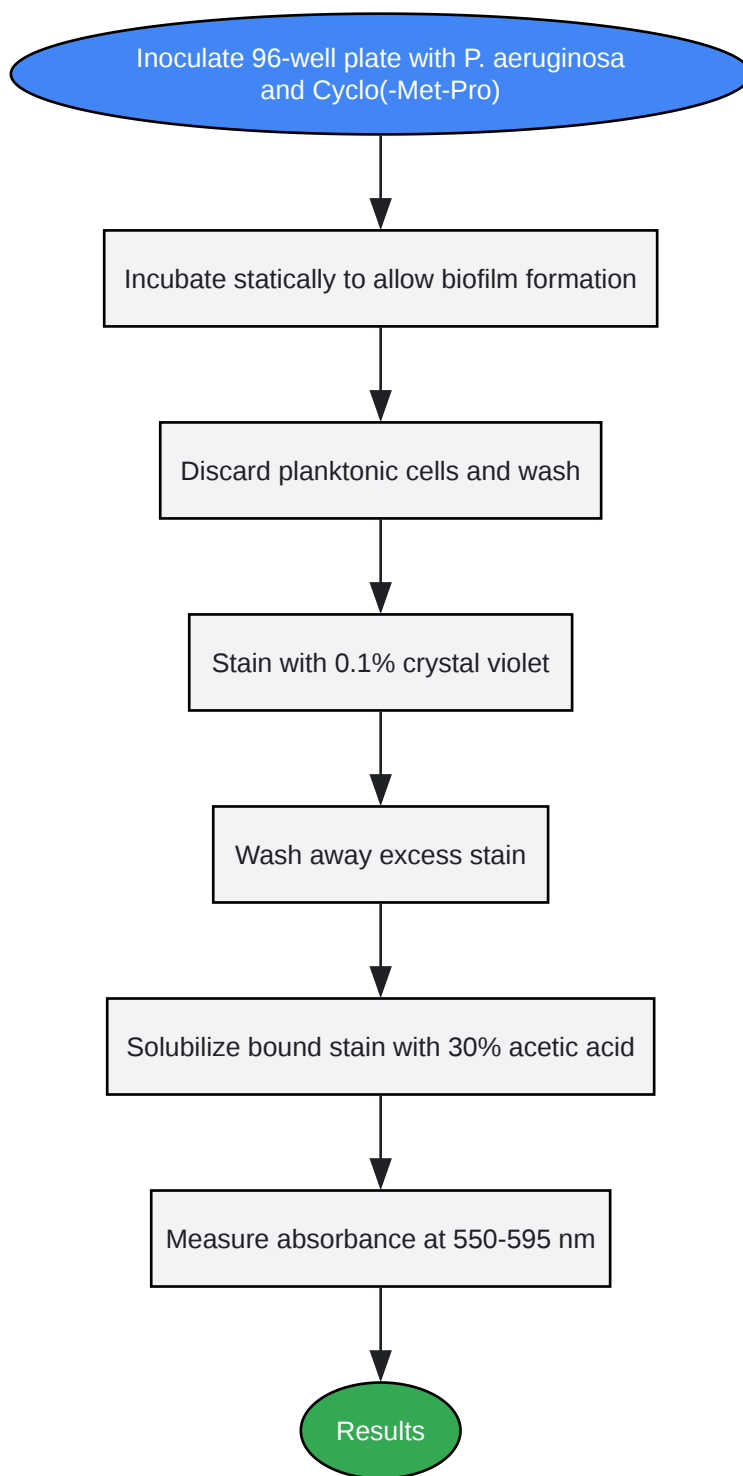 Inoculate 96-well plate with P. aeruginosa
and Cyclo(-Met-Pro)
Incubate statically to allow biofilm formation
Discard planktonic cells and wash
Stain with 0.1% crystal violet
Wash away excess stain
Solubilize bound stain with 30% acetic acid
Measure absorbance at 550-595 nm
Results